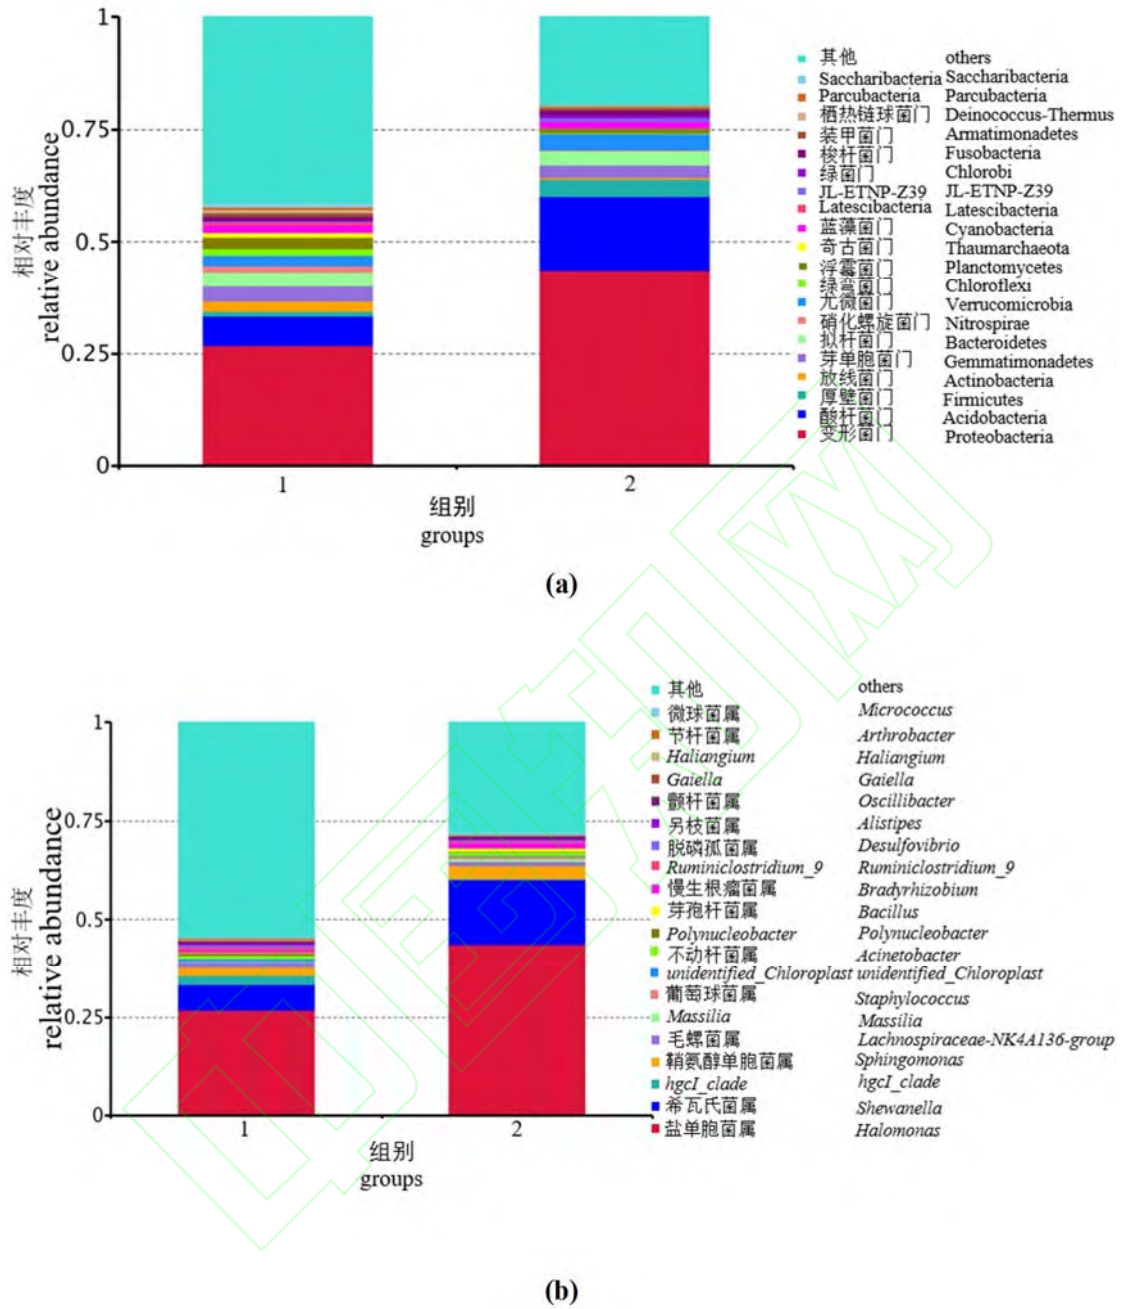 1
0.75
0.5
0.25
0
相对丰度
relative abundance
1
2
组别
groups
其他 others
Saccharibacteria Saccharibacteria
Parcubacteria Parcubacteria
栖热链球菌门 Deinococcus-Thermus
装甲菌门 Armatimonadetes
梭杆菌门 Fusobacteria
绿菌门 Chlorobi
JL-ETNP-Z39 JL-ETNP-Z39
Latescibacteria Latescibacteria
蓝藻菌门 Cyanobacteria
奇古菌门 Thaumarchaeota
浮霉菌门 Planctomycetes
绿弯菌门 Chloroflexi
尤微菌门 Verrucomicrobia
硝化螺旋菌门 Nitrospirae
拟杆菌门 Bacteroidetes
芽单胞菌门 Gemmatimonadetes
放线菌门 Actinobacteria
厚壁菌门 Firmicutes
酸杆菌门 Acidobacteria
变形菌门 Proteobacteria
(a)
1
0.75
0.5
0.25
0
相对丰度
relative abundance
1
2
组别
groups
其他 others
微球菌属 Micrococcus
节杆菌属 Arthrobacter
Haliangium Haliangium
Gaiella Gaiella
颤杆菌属 Oscillibacter
另枝菌属 Alistipes
脱磷孤菌属 Desulfovibrio
Ruminiclostridium_9 Ruminiclostridium_9
慢生根瘤菌属 Bradyrhizobium
芽孢杆菌属 Bacillus
Polynucleobacter Polynucleobacter
不动杆菌属 Acinetobacter
unidentified_Chloroplast unidentified_Chloroplast
葡萄球菌属 Staphylococcus
Massilia Massilia
毛螺菌属 Lachnospiraceae-NK4A136-group
鞘氨醇单胞菌属 Sphingomonas
hgcI_clade hgcI_clade
希瓦氏菌属 Shewanella
盐单胞菌属 Halomonas
(b)